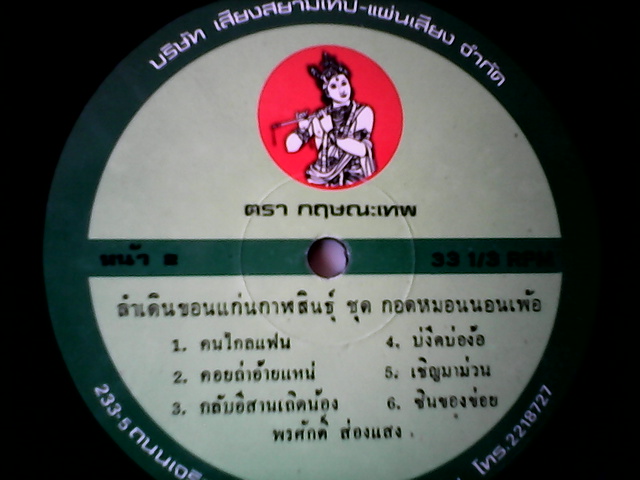 บริษัท เสียงสยามเทป-แผ่นเสียง จำกัด
ตรา กฤษณะเทพ
หน้า
33 1/3 RPM
ลำเดินขอนแก่นกาฬสินธุ์ ชุด กอดหมอนนอนเพ้อ
1. คนไกลแฟน
2. คอยถ่าอ้ายแหน่
3. กลับอีสานเถิดน้อง
4. บ่งึดบ่อง้อ
5. เชิญมาม่วน
6. ซินของข่อย
พรศักดิ์ ส่องแสง
233-5 ถนน
โทร. 2218727